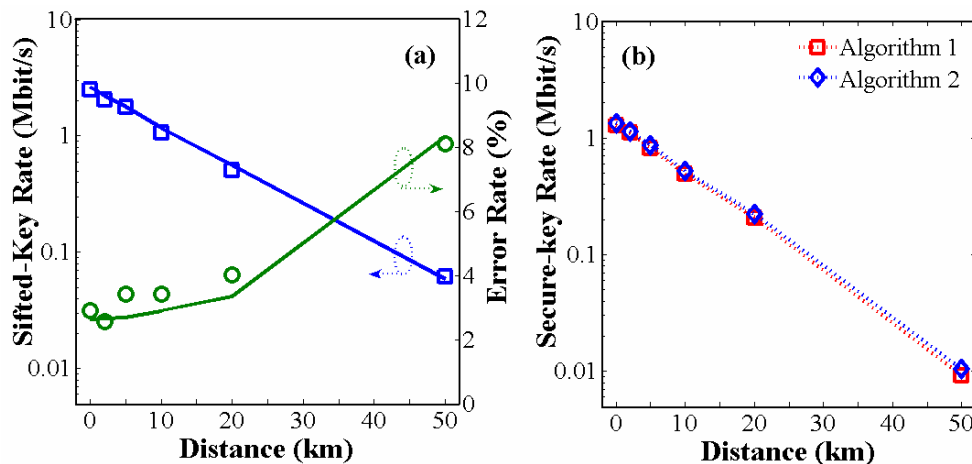 10
1
0.1
0.01
Sifted-Key Rate (Mbit/s)
(a)
12
10
8
6
4
2
0
Error Rate (%)
0 10 20 30 40 50
Distance (km)
10
1
0.1
0.01
Secure-key Rate (Mbit/s)
(b)
Algorithm 1
Algorithm 2
0 10 20 30 40 50
Distance (km)